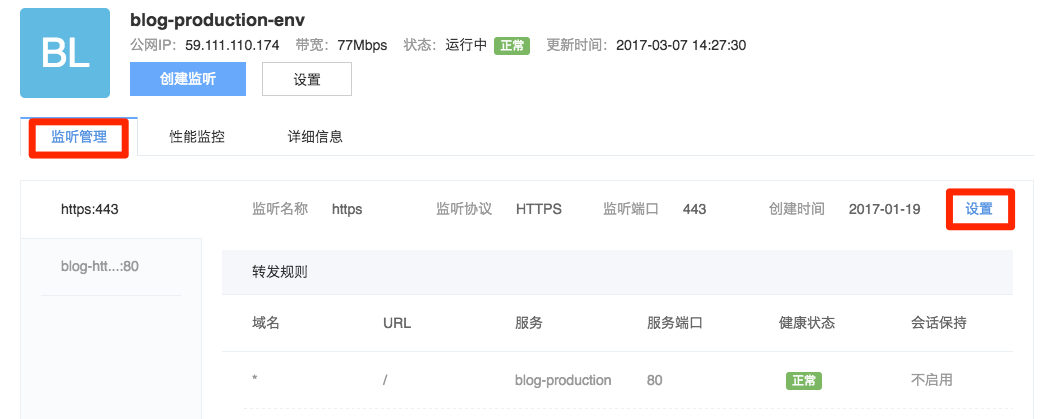 BL
blog-production-env
公网IP： 59.111.110.174 带宽： 77Mbps 状态： 运行中 正常 更新时间： 2017-03-07 14:27:30
创建监听 设置
监听管理 性能监控 详细信息
https:443 监听名称 https 监听协议 HTTPS 监听端口 443 创建时间 2017-01-19 设置
blog-htt...:80
转发规则
域名 URL 服务 服务端口 健康状态 会话保持
* / blog-production 80 正常 不启用